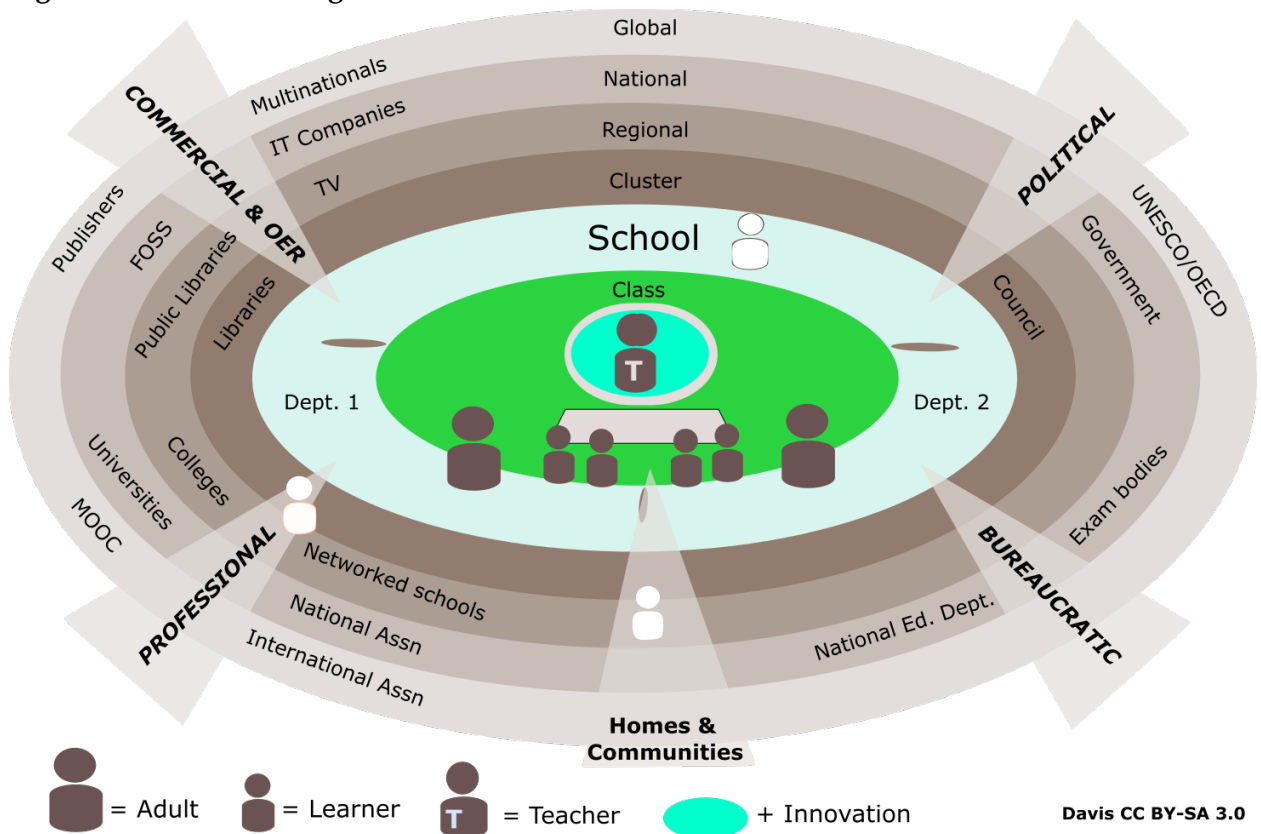 Global
National
Regional
Cluster
School
Class
Multinationals
IT Companies
TV
COMMERCIAL & OER
Publishers
FOSS
Public Libraries
Libraries
POLITICAL
UNESCO/OECD
Government
Council
T
Dept. 1
Dept. 2
Universities
Colleges
MOOC
PROFESSIONAL
Networked schools
National Assn
International Assn
Exam bodies
BUREAUCRATIC
National Ed. Dept.
Homes &
Communities
= Adult
= Learner
T
= Teacher
+ Innovation
Davis CC BY-SA 3.0